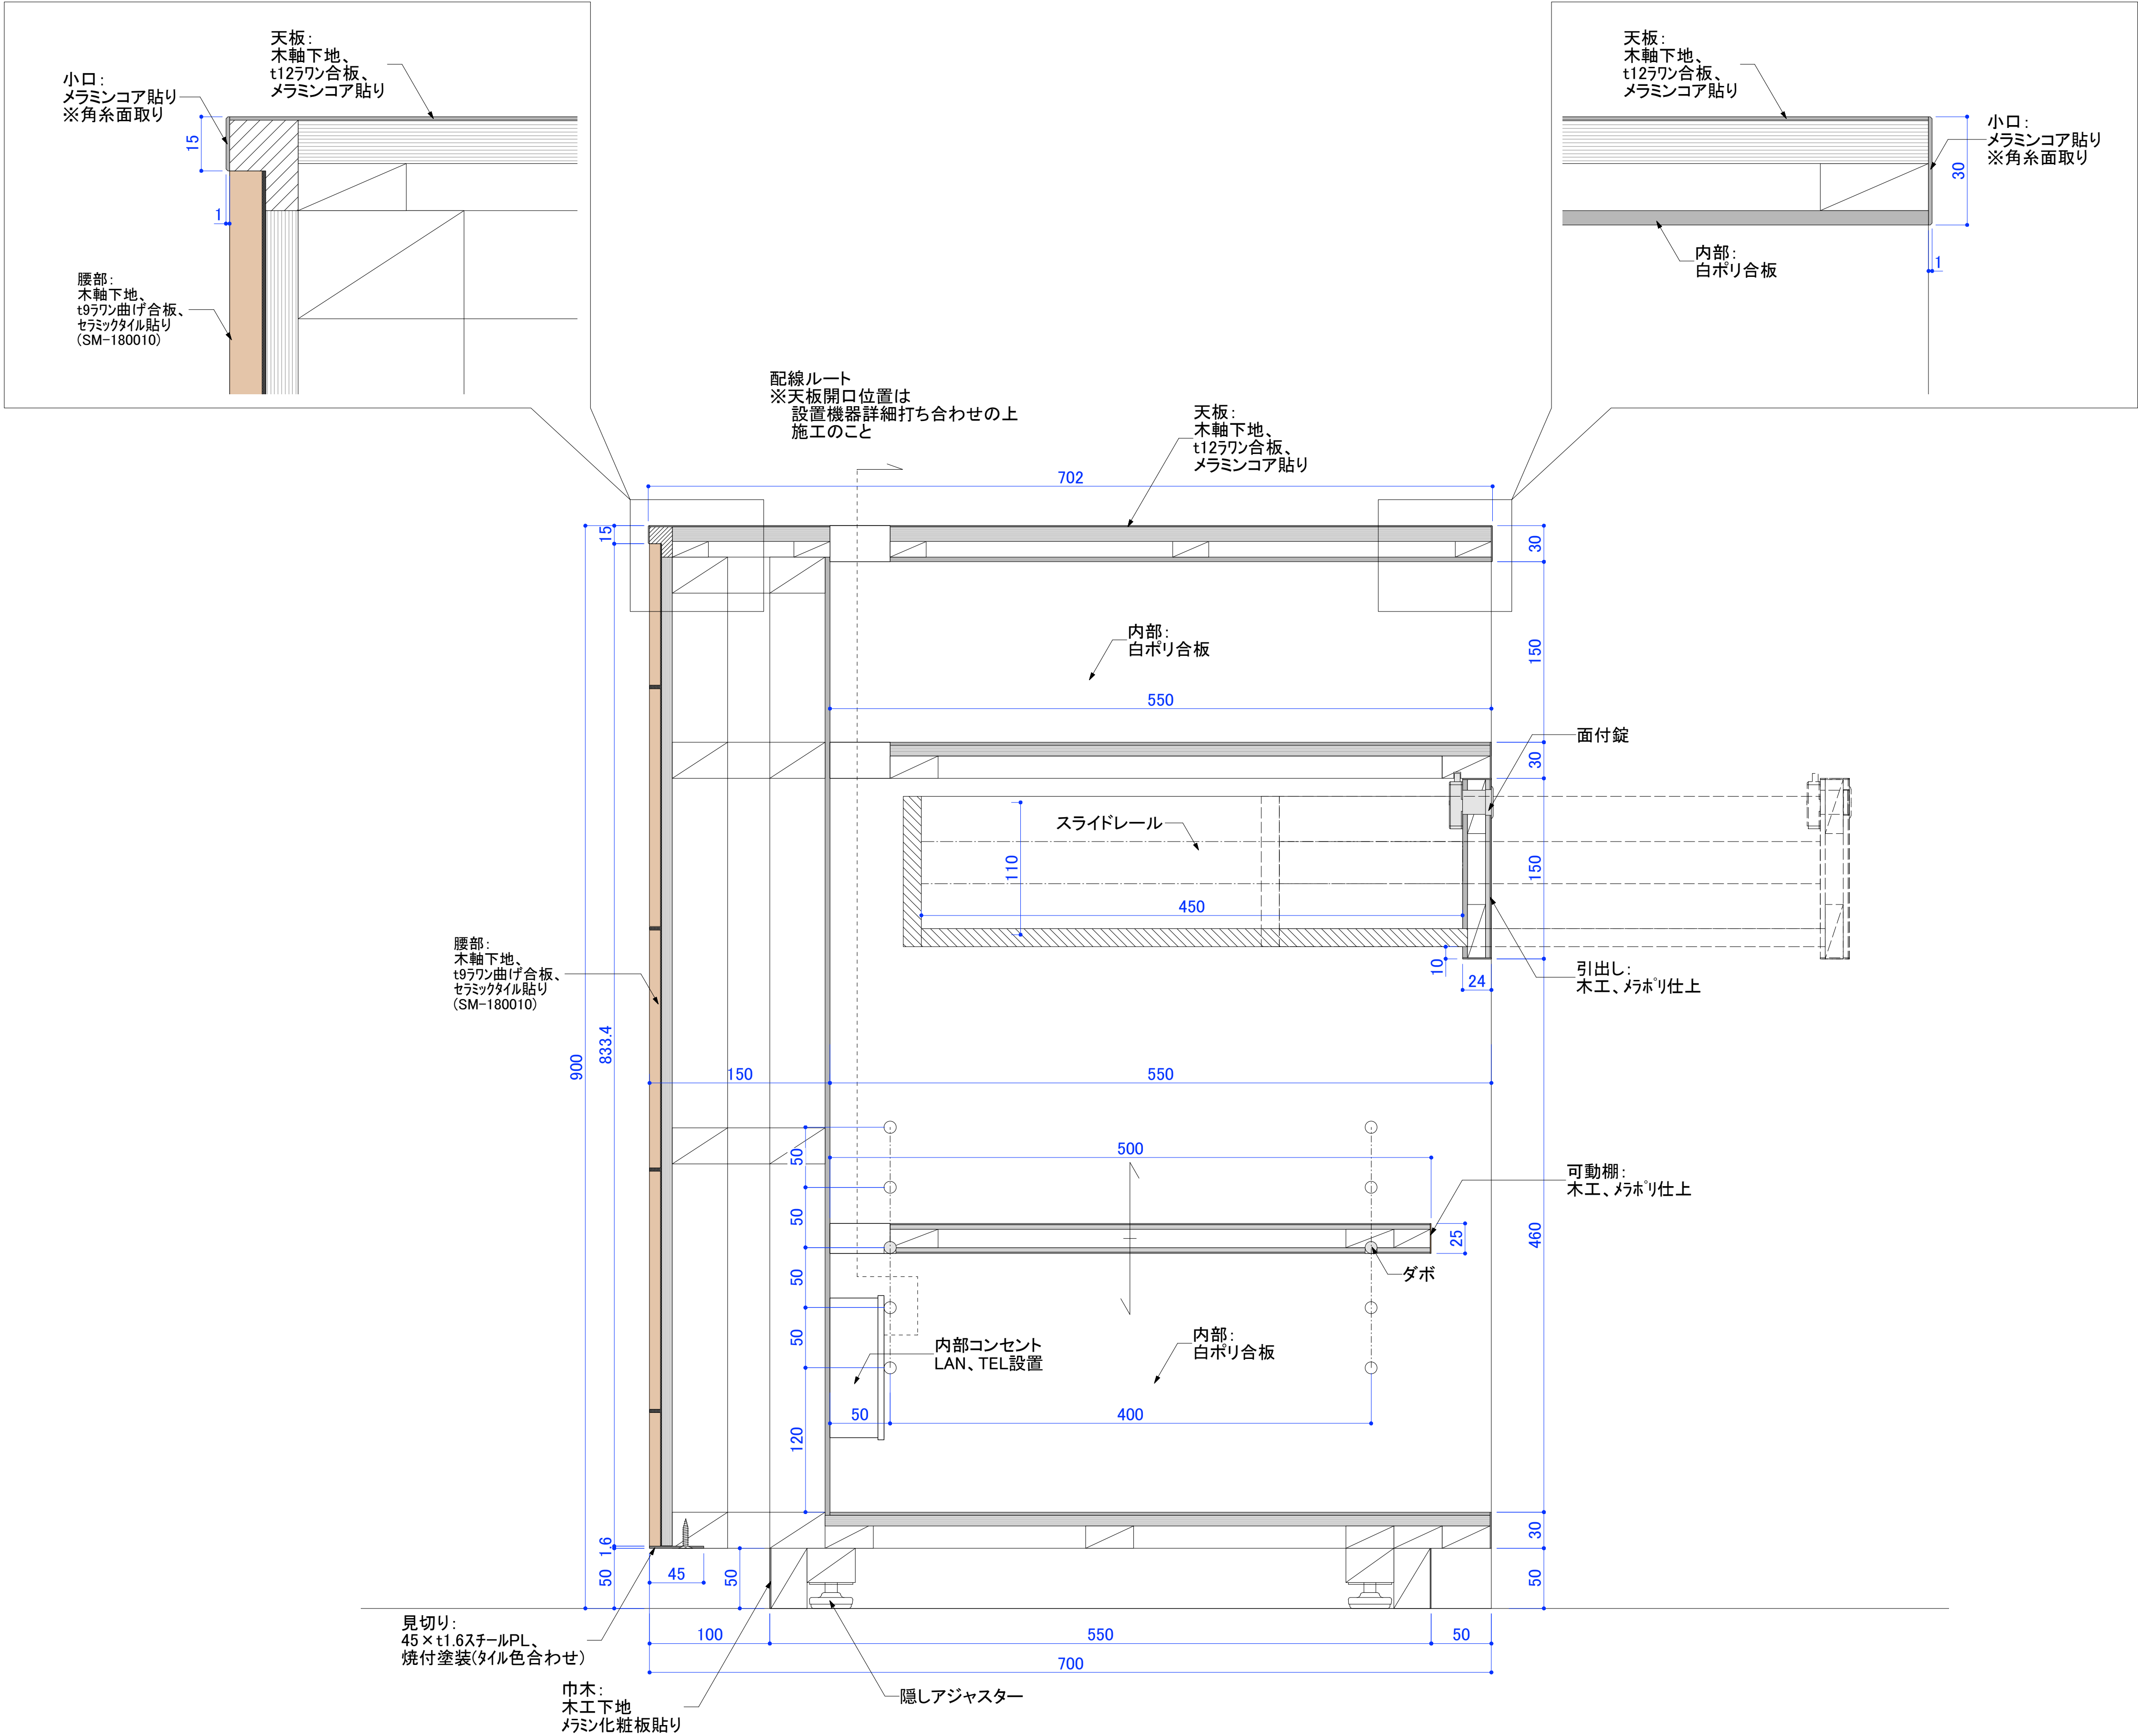 天板:
木軸下地、
t12ﾗﾜﾝ合板、
メラミンコア貼り
小口:
メラミンコア貼り
※角糸面取り
15
1
腰部:
木軸下地、
t9ﾗﾜﾝ曲げ合板、
ｾﾗﾐｯｸﾀｲﾙ貼り
(SM-180010)
天板:
木軸下地、
t12ﾗﾜﾝ合板、
メラミンコア貼り
小口:
メラミンコア貼り
※角糸面取り
30
内部:
白ポリ合板
1
配線ルート
※天板開口位置は
設置機器詳細打ち合わせの上
施工のこと
天板:
木軸下地、
t12ﾗﾜﾝ合板、
メラミンコア貼り
702
15
30
内部:
白ポリ合板
150
550
面付錠
30
スライドレール
110
150
450
10
24
引出し:
木工、ﾒﾗﾎﾟﾘ仕上
腰部:
木軸下地、
t9ﾗﾜﾝ曲げ合板、
ｾﾗﾐｯｸﾀｲﾙ貼り
(SM-180010)
900
833.4
150
550
50
500
可動棚:
木工、ﾒﾗﾎﾟﾘ仕上
50
25
460
ダボ
50
50
内部コンセント
LAN、TEL設置
内部:
白ポリ合板
50
400
120
1.6
30
50
45
50
50
見切り:
45×t1.6ｽﾁｰﾙPL、
焼付塗装(ﾀｲﾙ色合わせ)
100
550
50
700
巾木:
木工下地
ﾒﾗﾐﾝ化粧板貼り
隠しアジャスター